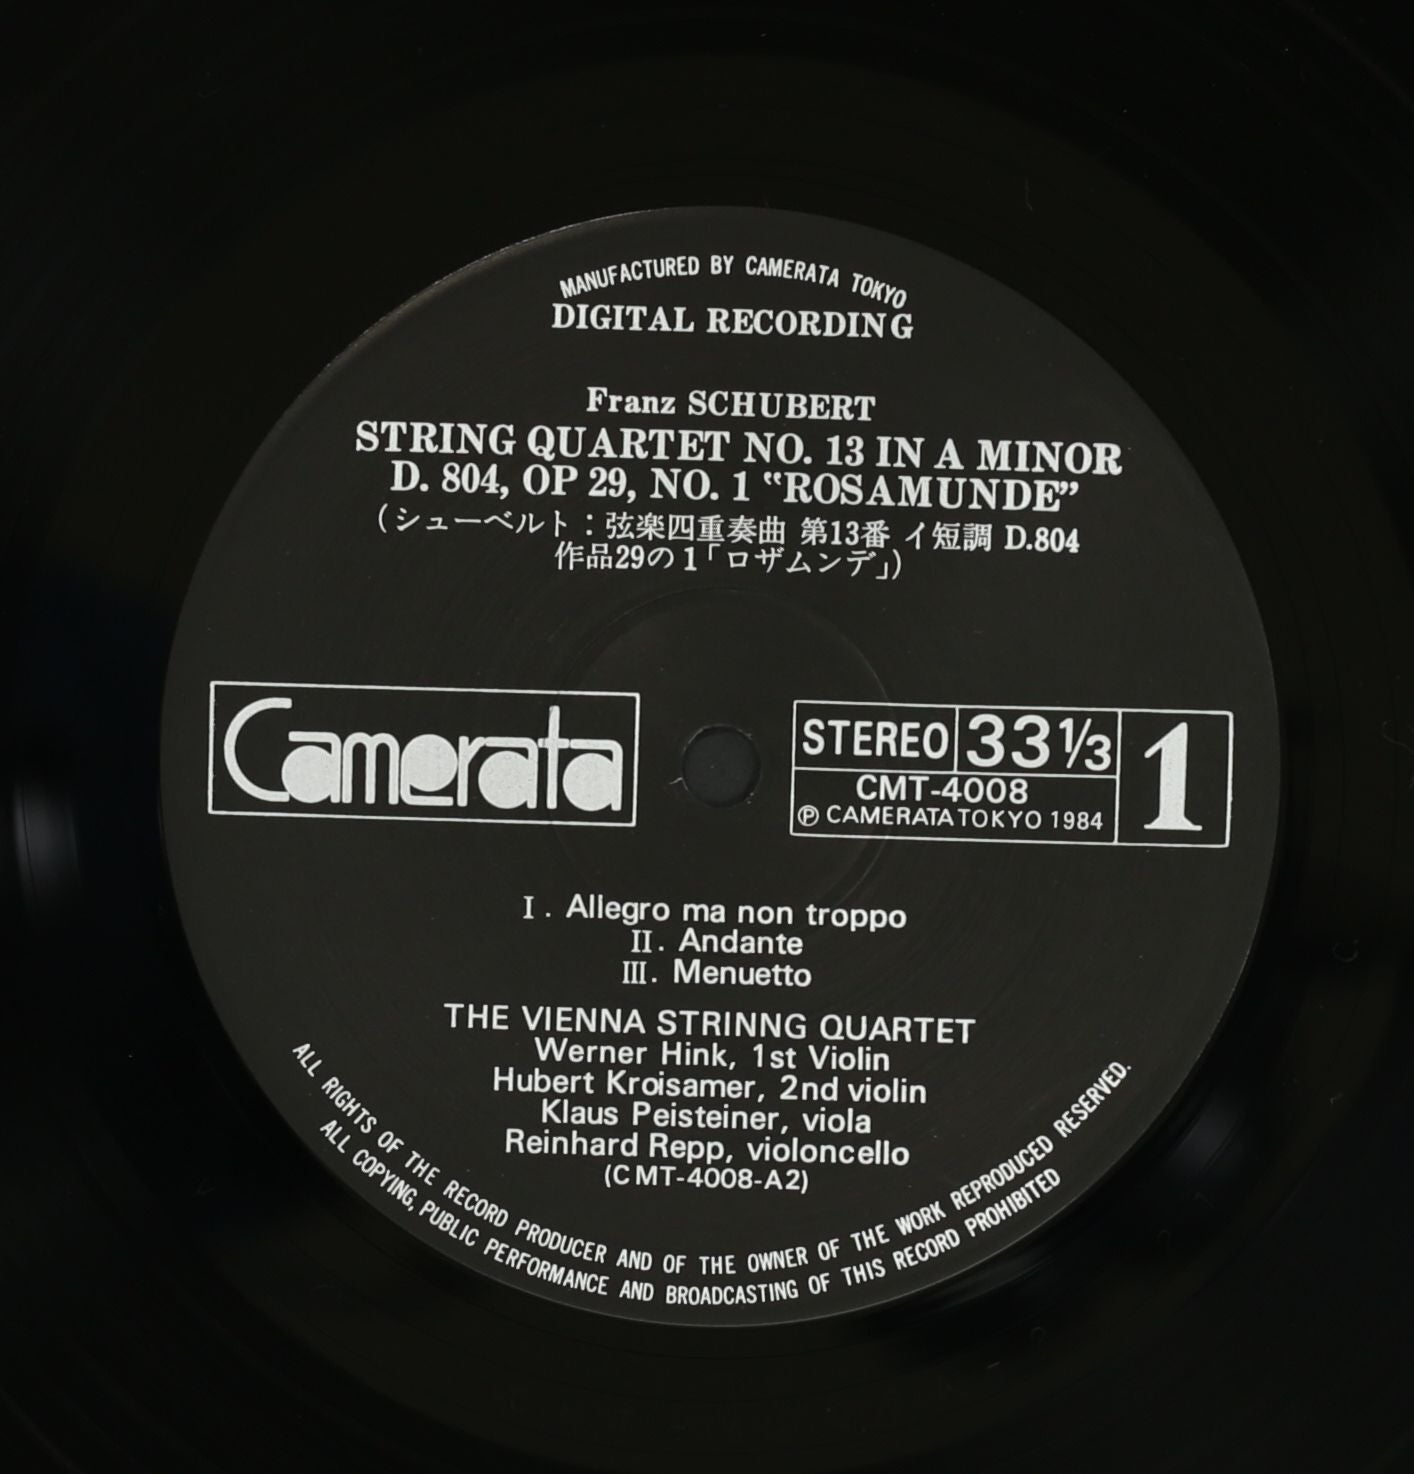 MANUFACTURED BY CAMERATA TOKYO
DIGITAL RECORDING
Franz SCHUBERT
STRING QUARTET NO. 13 IN A MINOR
D. 804, OP 29, NO. 1 “ROSAMUNDE”
(シューベルト：弦楽四重奏曲 第13番 イ短調 D.804
作品29の1「ロザムンデ」)
Camerata
STEREO 33 1/3
CMT-4008
Ⓟ CAMERATA TOKYO 1984
1
I. Allegro ma non troppo
II. Andante
III. Menuetto
THE VIENNA STRINNG QUARTET
Werner Hink, 1st Violin
Hubert Kroisamer, 2nd violin
Klaus Peisteiner, viola
Reinhard Repp, violoncello
(CMT-4008-A2)
ALL RIGHTS OF THE RECORD PRODUCER AND OF THE OWNER OF THE WORK REPRODUCED RESERVED.
ALL COPYING, PUBLIC PERFORMANCE AND BROADCASTING OF THIS RECORD PROHIBITED